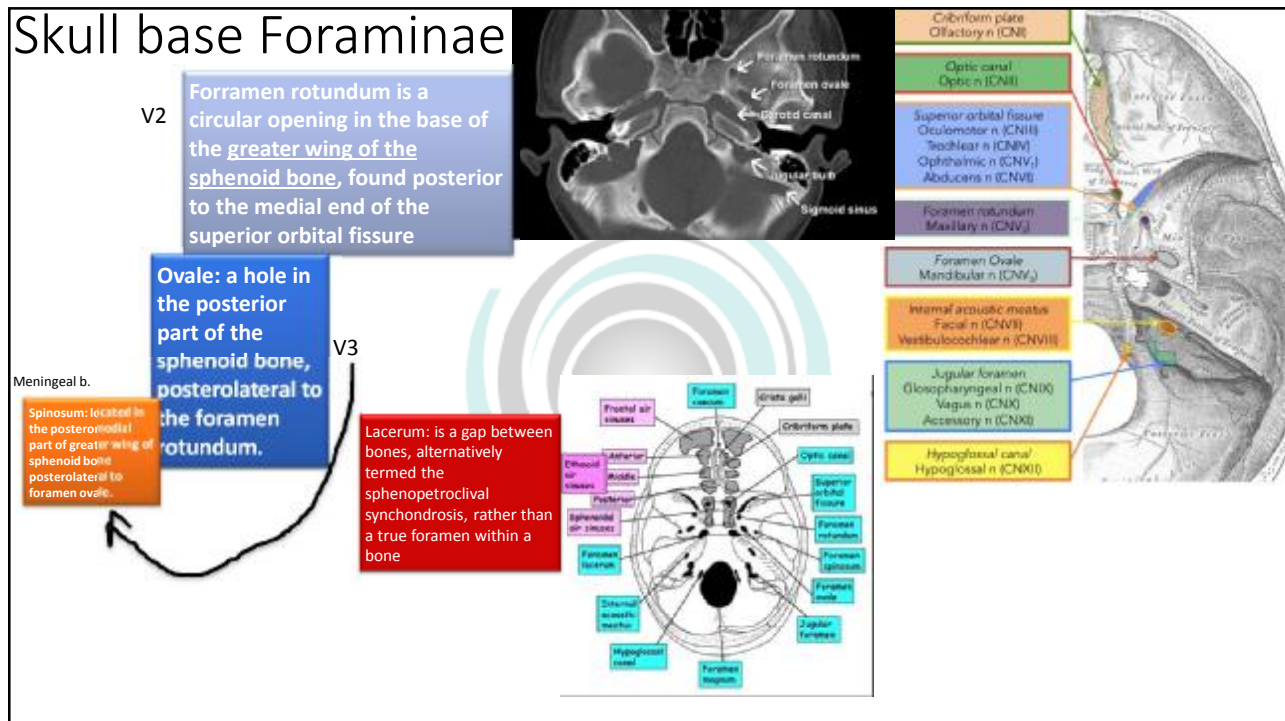 Skull base Foraminae
V2
Forramen rotundum is a
circular opening in the base of
the greater wing of the
sphenoid bone, found posterior
to the medial end of the
superior orbital fissure
Ovale: a hole in
the posterior
part of the
sphenoid bone,
posterolateral to
the foramen
rotundum.
V3
Meningeal b.
Spinosum: located in
the posteromedial
part of greater wing of
sphenoid bone
posterolateral to
foramen ovale.
Lacerum: is a gap between
bones, alternatively
termed the
sphenopetroclival
synchondrosis, rather than
a true foramen within a
bone
Foramen rotundum
Foramen ovale
Carotid canal
Jugular bulb
Sigmoid sinus
Cribriform plate
Olfactory n (CNI)
Optic canal
Optic n (CNII)
Superior orbital fissure
Oculomotor n (CNIII)
Trochlear n (CNIV)
Ophthalmic n (CNV₁)
Abducens n (CNVI)
Foramen rotundum
Maxillary n (CNV₂)
Foramen Ovale
Mandibular n (CNV₃)
Internal acoustic meatus
Facial n (CNVII)
Vestibulocochlear n (CNVIII)
Jugular foramen
Glosopharyngeal n (CNIX)
Vagus n (CNX)
Accessory n (CNXI)
Hypoglossal canal
Hypoglossal n (CNXII)
Foramen
caecum
Crista galli
Frontal air
sinuses
Cribriform plate
Anterior
Ethmoid
air
sinuses
Middle
Posterior
Optic canal
Superior
orbital
fissure
Sphenoidal
air sinuses
Foramen
rotundum
Foramen
lacerum
Foramen
spinosum
Foramen
ovale
Internal
acoustic
meatus
Jugular
foramen
Hypoglossal
canal
Foramen
magnum